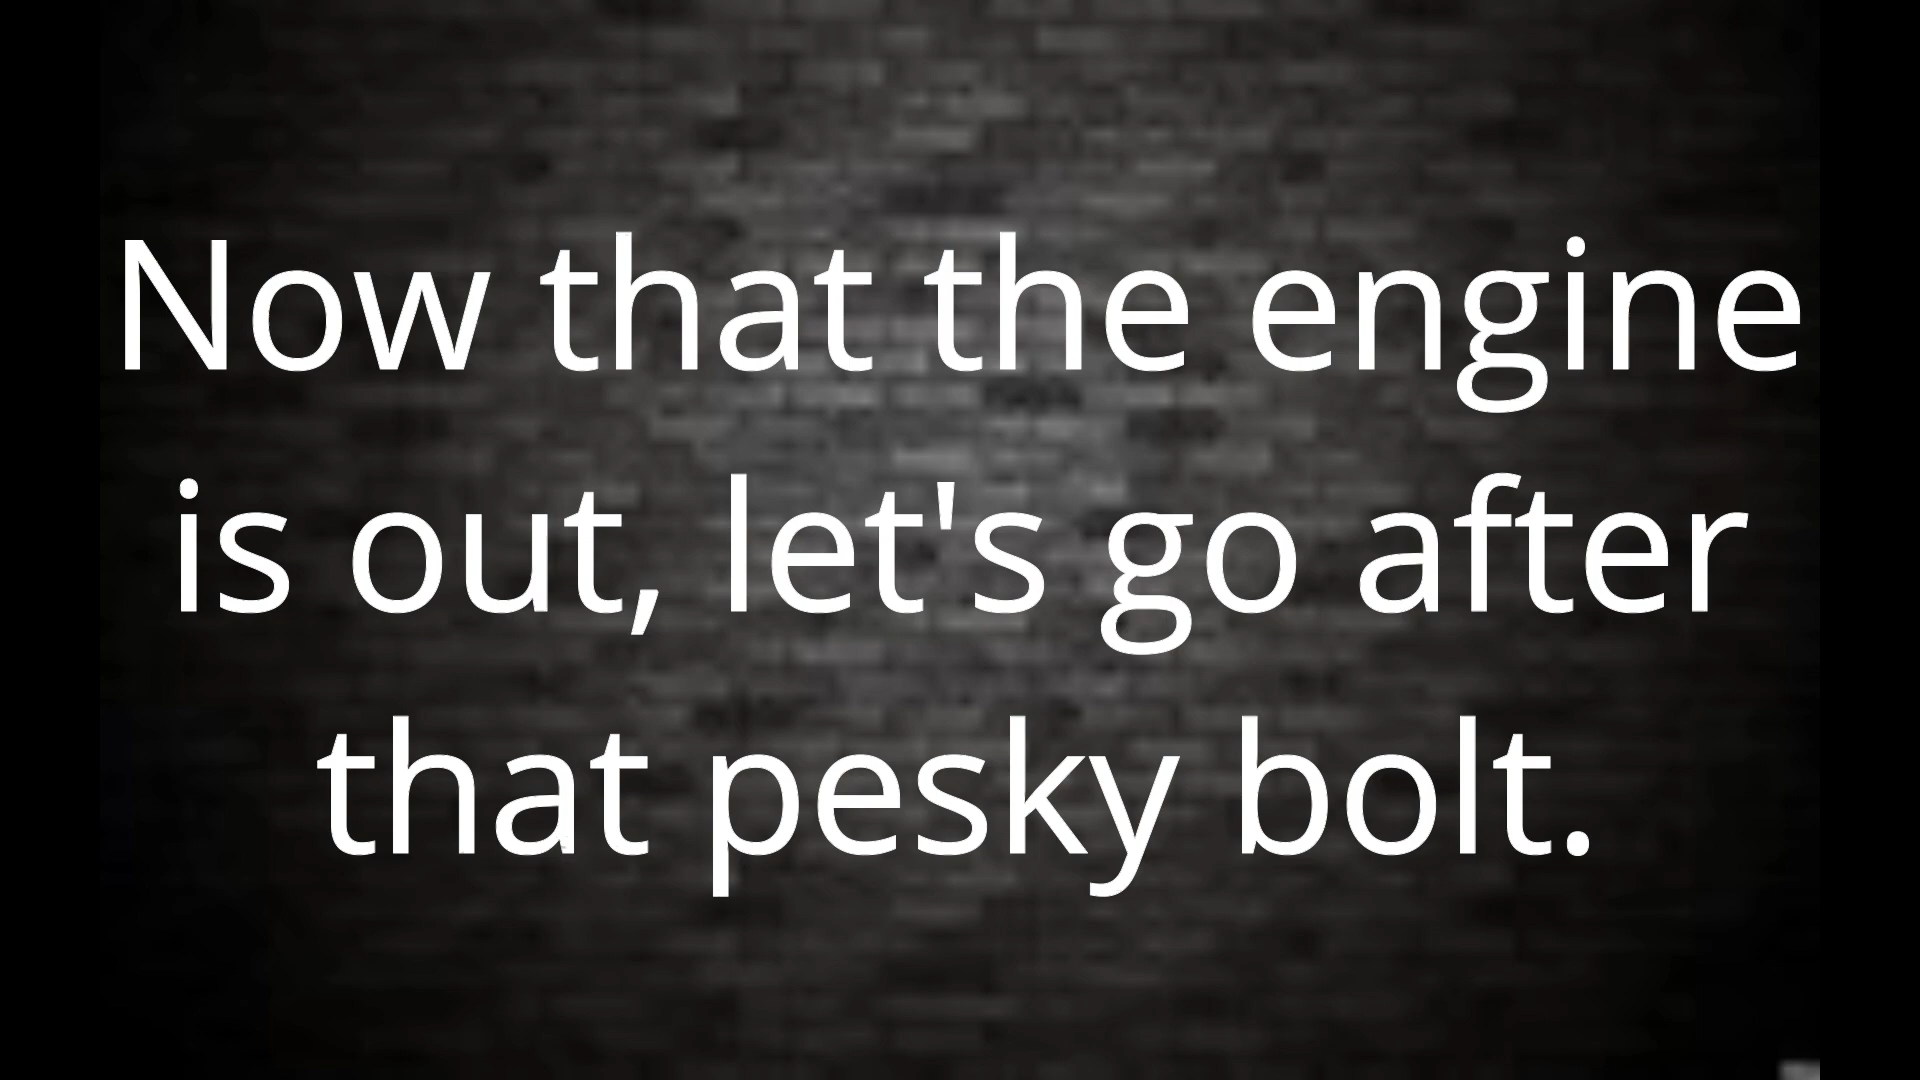 Now that the engine
is out, let's go after
that pesky bolt.